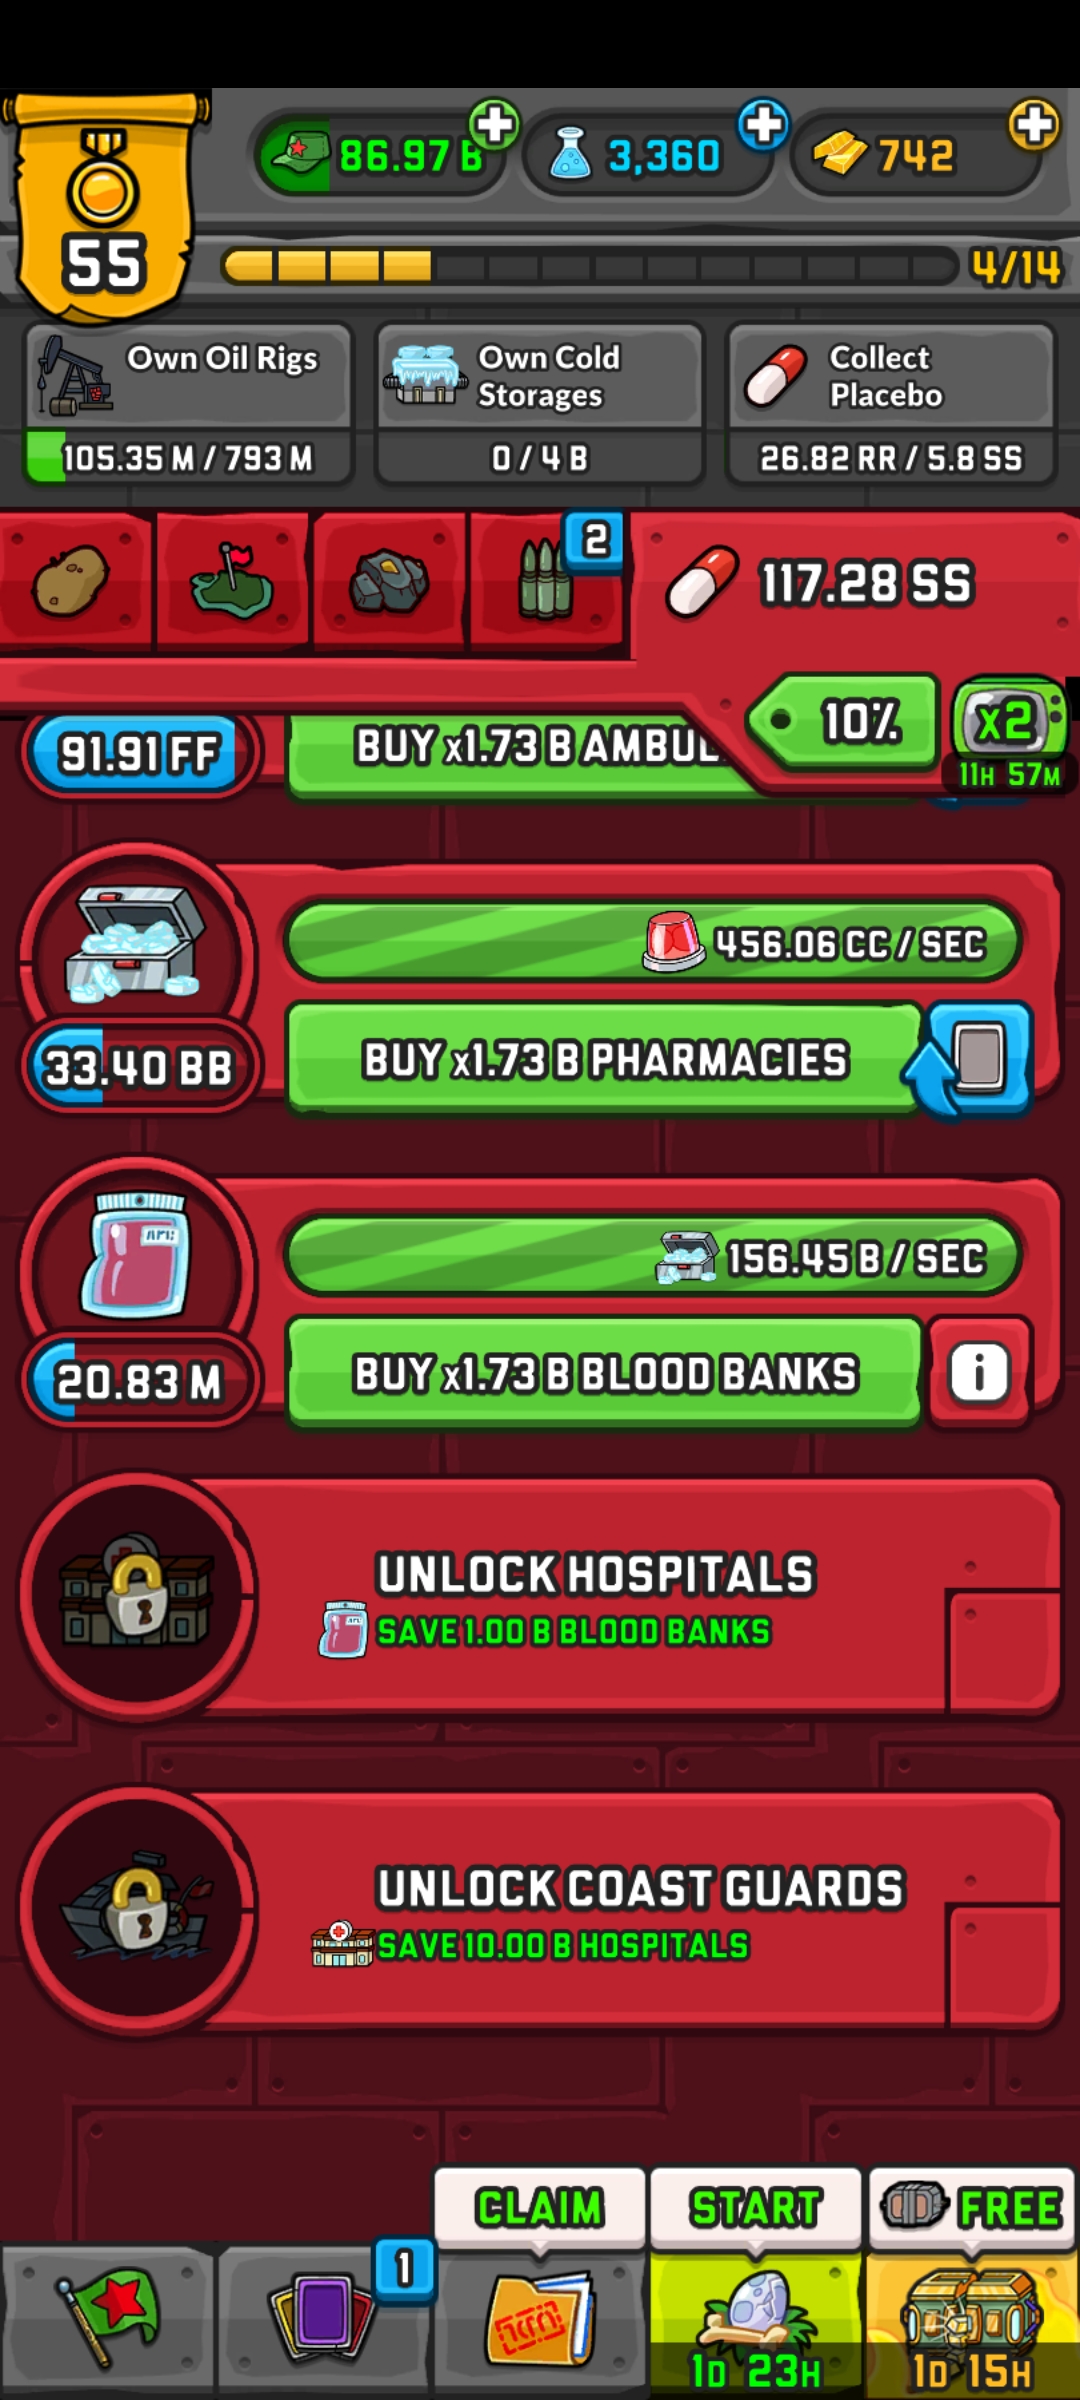 55
86.97 B
3,360
742
4/14
Own Oil Rigs
105.35 M / 793 M
Own Cold
Storages
0 / 4 B
Collect
Placebo
26.82 RR / 5.8 SS
2
117.28 SS
10%
x2
11H 57M
91.91 FF
BUY x1.73 B AMBUL
456.06 CC / SEC
33.40 BB
BUY x1.73 B PHARMACIES
156.45 B / SEC
20.83 M
BUY x1.73 B BLOOD BANKS
i
UNLOCK HOSPITALS
SAVE 1.00 B BLOOD BANKS
UNLOCK COAST GUARDS
SAVE 10.00 B HOSPITALS
CLAIM
START
FREE
1
1D 23H
1D 15H